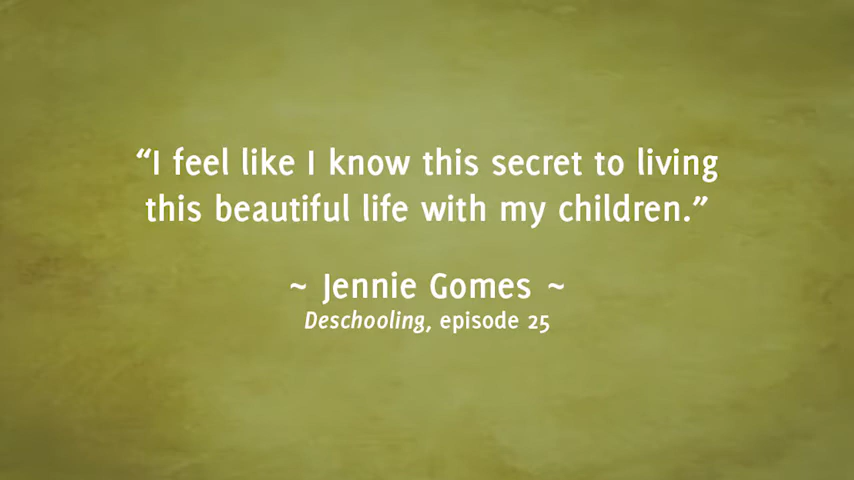 “I feel like I know this secret to living
this beautiful life with my children.”
~ Jennie Gomes ~
Deschooling, episode 25